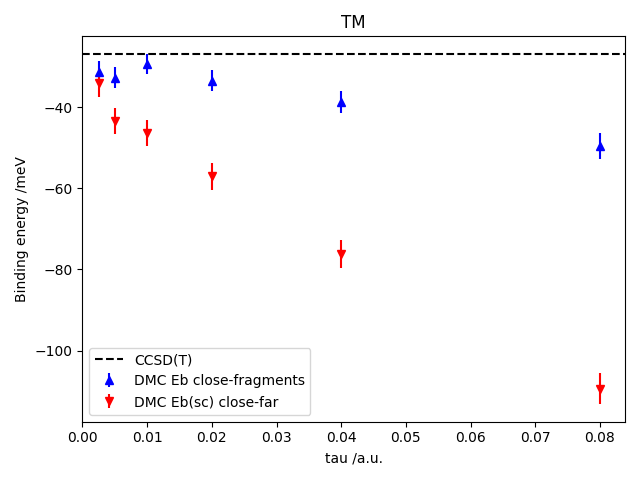 TM
−40
−60
−80
−100
Binding energy /meV
CCSD(T)
DMC Eb close-fragments
DMC Eb(sc) close-far
0.00 0.01 0.02 0.03 0.04 0.05 0.06 0.07 0.08
tau /a.u.